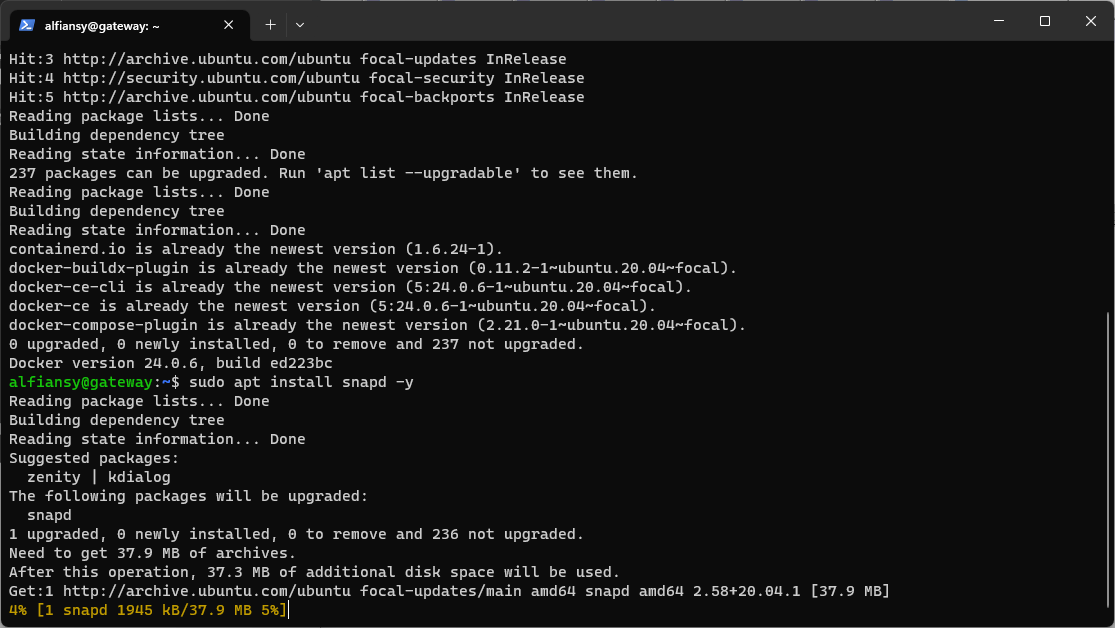 alfiansy@gateway: ~
Hit:3 http://archive.ubuntu.com/ubuntu focal-updates InRelease
Hit:4 http://security.ubuntu.com/ubuntu focal-security InRelease
Hit:5 http://archive.ubuntu.com/ubuntu focal-backports InRelease
Reading package lists... Done
Building dependency tree
Reading state information... Done
237 packages can be upgraded. Run 'apt list --upgradable' to see them.
Reading package lists... Done
Building dependency tree
Reading state information... Done
containerd.io is already the newest version (1.6.24-1).
docker-buildx-plugin is already the newest version (0.11.2-1~ubuntu.20.04~focal).
docker-ce-cli is already the newest version (5:24.0.6-1~ubuntu.20.04~focal).
docker-ce is already the newest version (5:24.0.6-1~ubuntu.20.04~focal).
docker-compose-plugin is already the newest version (2.21.0-1~ubuntu.20.04~focal).
0 upgraded, 0 newly installed, 0 to remove and 237 not upgraded.
Docker version 24.0.6, build ed223bc
alfiansy@gateway:~$ sudo apt install snapd -y
Reading package lists... Done
Building dependency tree
Reading state information... Done
Suggested packages:
  zenity | kdialog
The following packages will be upgraded:
  snapd
1 upgraded, 0 newly installed, 0 to remove and 236 not upgraded.
Need to get 37.9 MB of archives.
After this operation, 37.3 MB of additional disk space will be used.
Get:1 http://archive.ubuntu.com/ubuntu focal-updates/main amd64 snapd amd64 2.58+20.04.1 [37.9 MB]
4% [1 snapd 1945 kB/37.9 MB 5%]